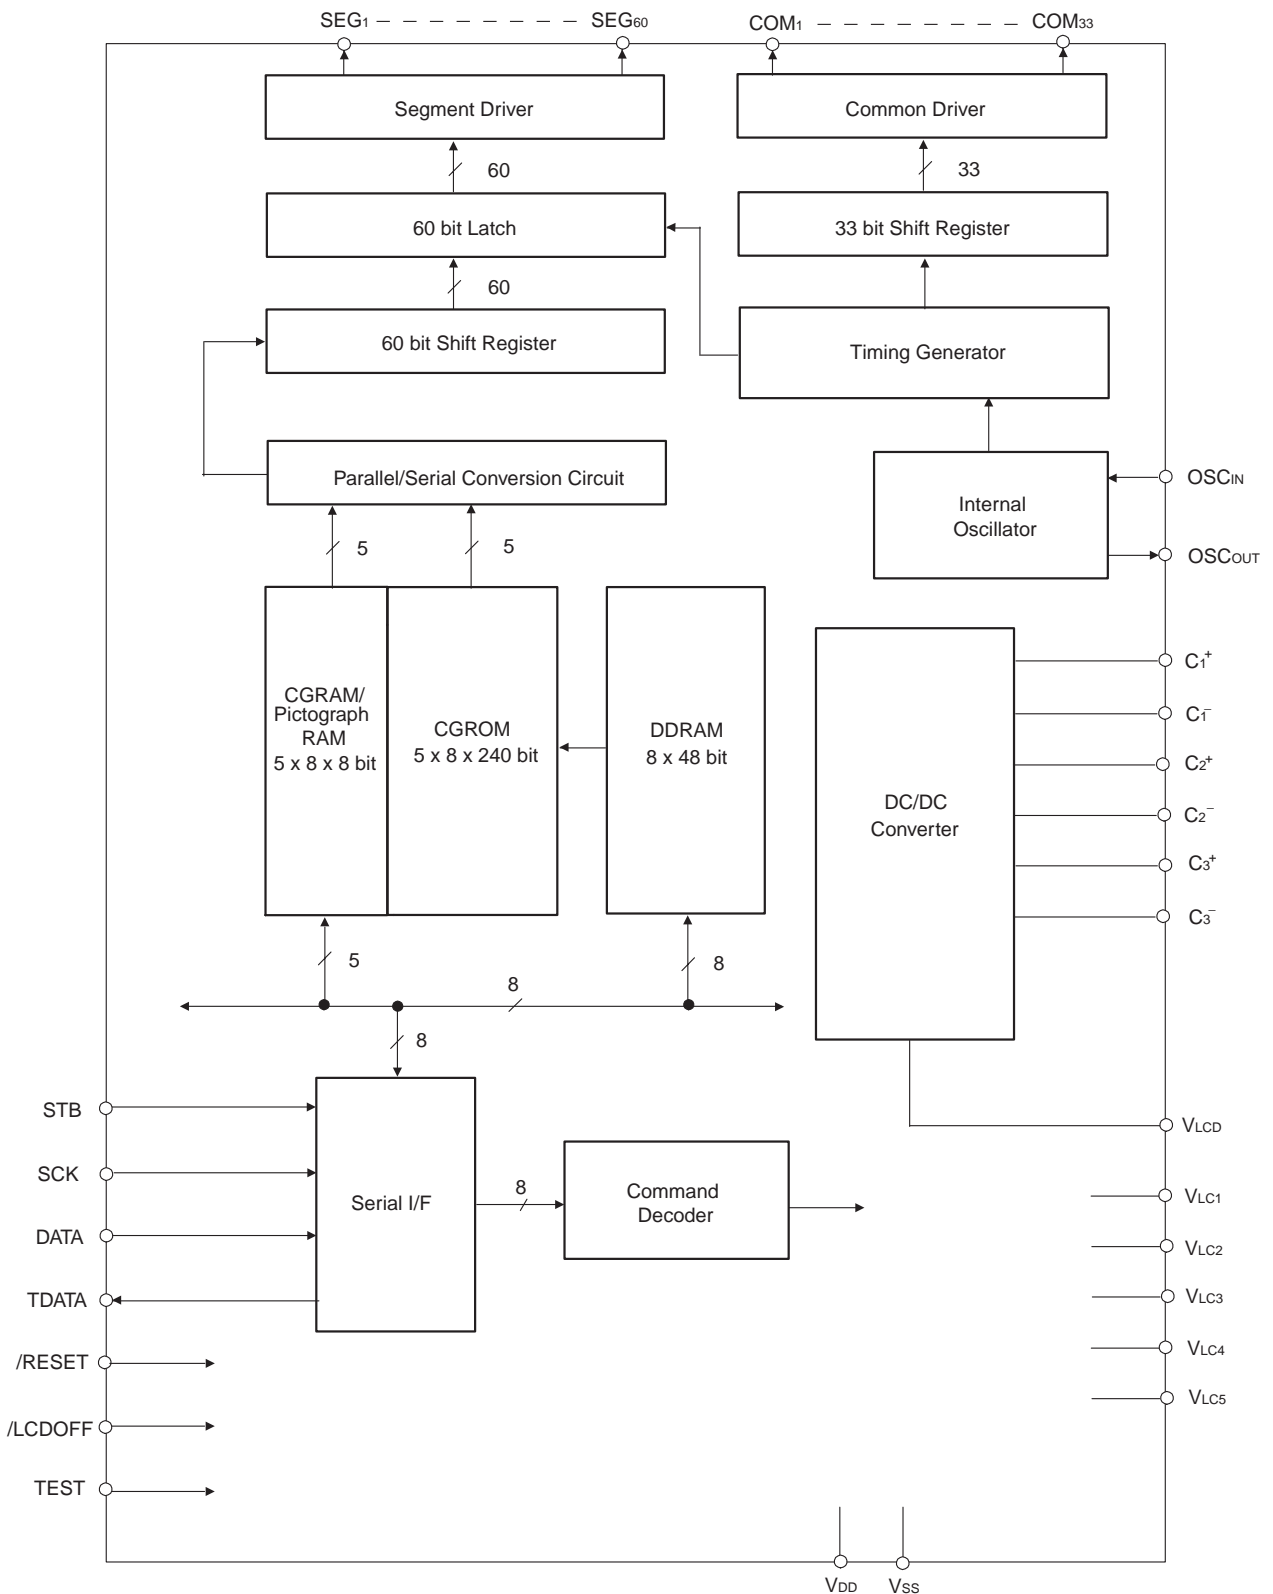 SEG1 — — — — — — — — SEG60
COM1 — — — — — — — — COM33
Segment Driver
Common Driver
60
33
60 bit Latch
33 bit Shift Register
60
60 bit Shift Register
Timing Generator
Parallel/Serial Conversion Circuit
Internal
Oscillator
OSCIN
OSCOUT
5
5
CGRAM/
Pictograph
RAM
5 x 8 x 8 bit
CGROM
5 x 8 x 240 bit
DDRAM
8 x 48 bit
DC/DC
Converter
C1+
C1−
C2+
C2−
C3+
C3−
5
8
8
8
STB
SCK
DATA
TDATA
/RESET
/LCDOFF
TEST
Serial I/F
8
Command
Decoder
VLCD
VLC1
VLC2
VLC3
VLC4
VLC5
VDD
VSS